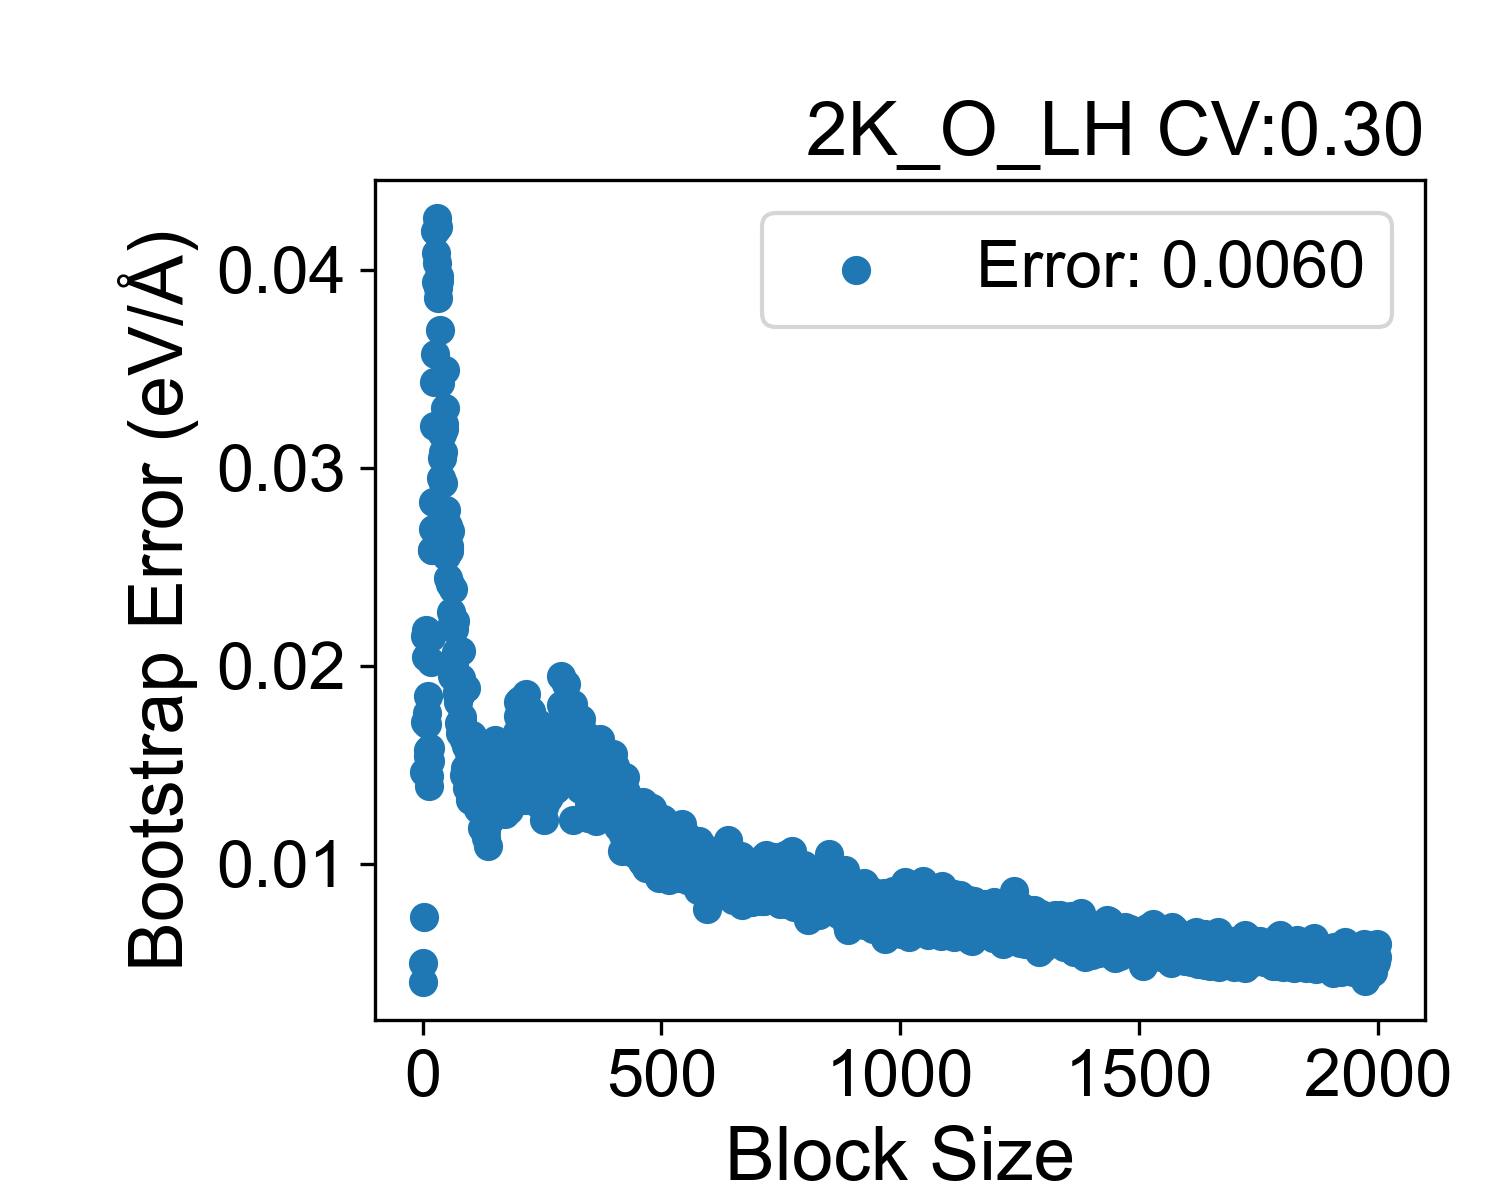 2K_O_LH CV:0.30
Error: 0.0060
Bootstrap Error (eV/Å)
0.04
0.03
0.02
0.01
0 500 1000 1500 2000
Block Size